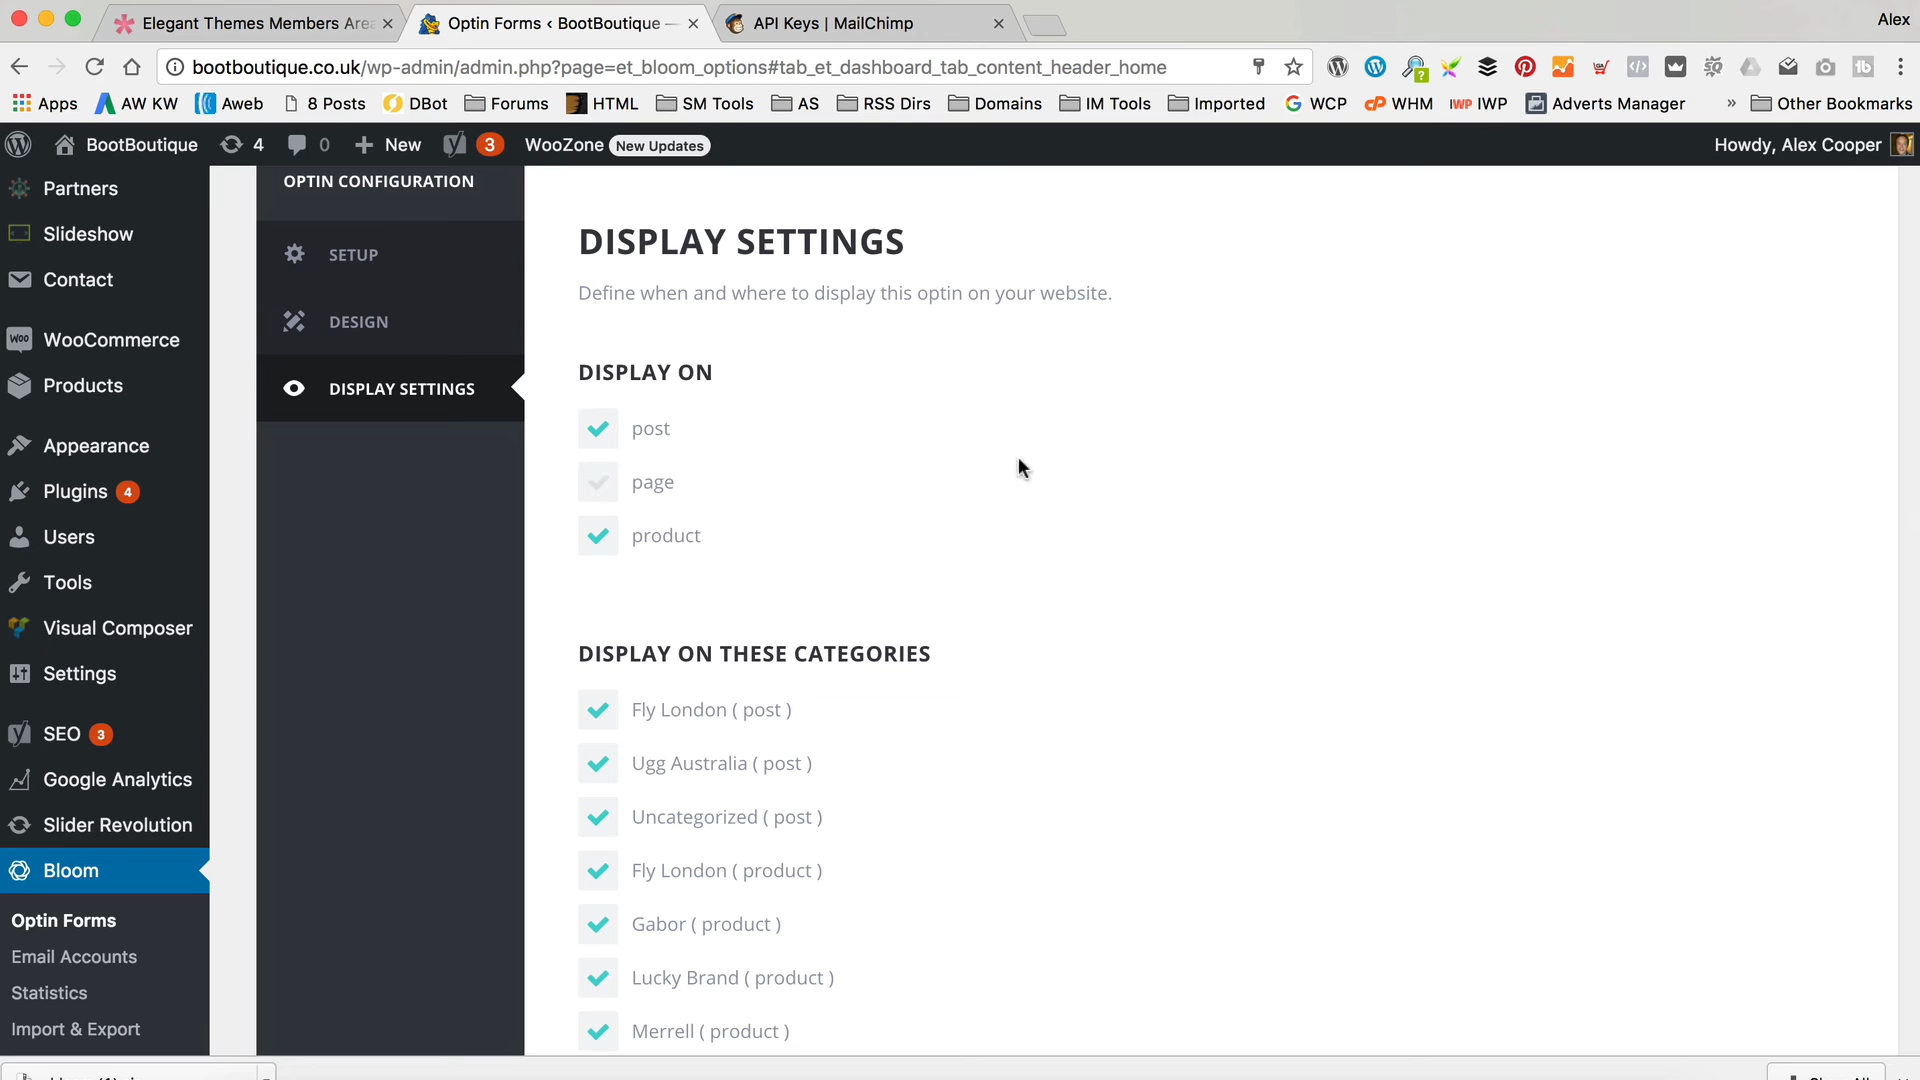 Elegant Themes Members Area
Optin Forms ‹ BootBoutique —
API Keys | MailChimp
Alex
bootboutique.co.uk/wp-admin/admin.php?page=et_bloom_options#tab_et_dashboard_tab_content_header_home
Apps
AW KW
Aweb
8 Posts
DBot
Forums
HTML
SM Tools
AS
RSS Dirs
Domains
IM Tools
Imported
WCP
WHM
IWP
Adverts Manager
»
Other Bookmarks
BootBoutique
4
0
New
3
WooZone New Updates
Howdy, Alex Cooper
Partners
Slideshow
Contact
WooCommerce
Products
Appearance
Plugins 4
Users
Tools
Visual Composer
Settings
SEO 3
Google Analytics
Slider Revolution
Bloom
Optin Forms
Email Accounts
Statistics
Import & Export
OPTIN CONFIGURATION
SETUP
DESIGN
DISPLAY SETTINGS
DISPLAY SETTINGS
Define when and where to display this optin on your website.
DISPLAY ON
post
page
product
DISPLAY ON THESE CATEGORIES
Fly London ( post )
Ugg Australia ( post )
Uncategorized ( post )
Fly London ( product )
Gabor ( product )
Lucky Brand ( product )
Merrell ( product )